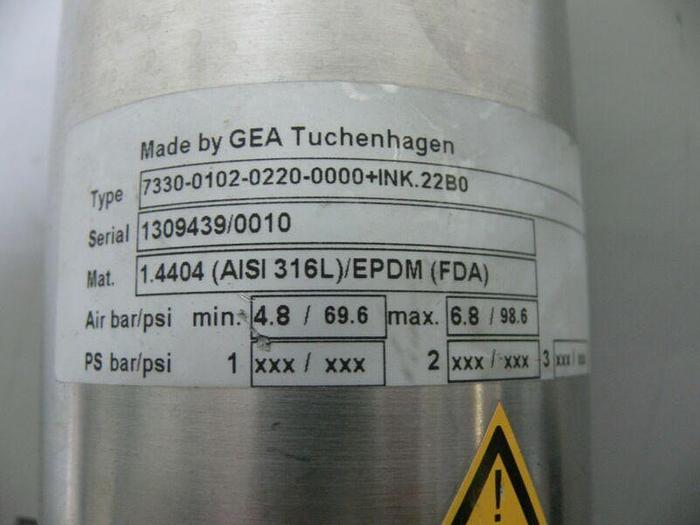 Made by GEA Tuchenhagen
Type 7330-0102-0220-0000+INK.22B0
Serial 1309439/0010
Mat. 1.4404 (AISI 316L)/EPDM (FDA)
Air bar/psi min. 4.8 / 69.6 max. 6.8 / 98.6
PS bar/psi 1 xxx / xxx 2 xxx / xxx 3 xxx / xx
!